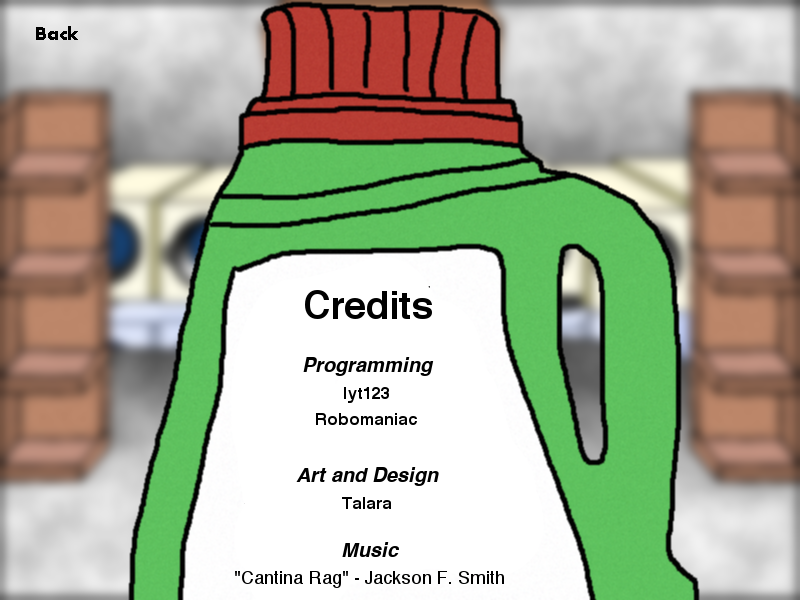 Back
Credits
Programming
lyt123
Robomaniac
Art and Design
Talara
Music
"Cantina Rag" - Jackson F. Smith